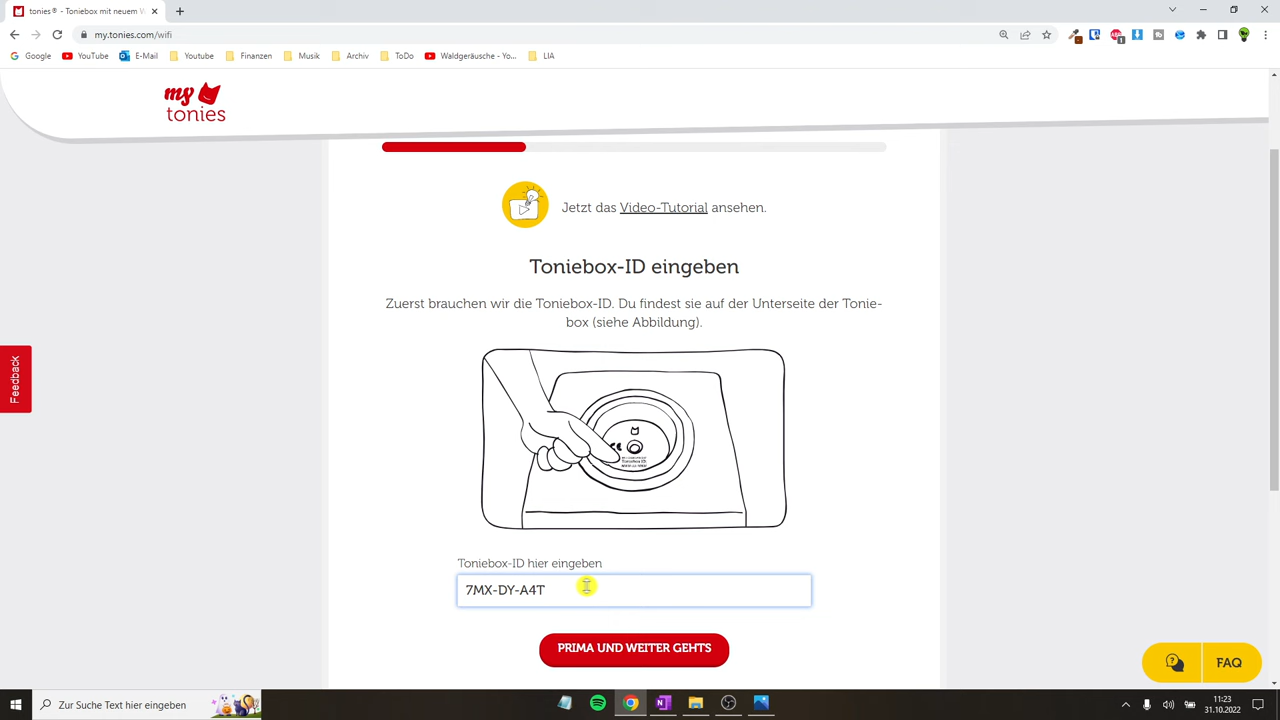 tonies® - Toniebox mit neuem W
my.tonies.com/wifi
Google
YouTube
E-Mail
Youtube
Finanzen
Musik
Archiv
ToDo
Waldgeräusche - Yo...
LIA
my
tonies
Jetzt das Video-Tutorial ansehen.
Toniebox-ID eingeben
Zuerst brauchen wir die Toniebox-ID. Du findest sie auf der Unterseite der Tonie-
box (siehe Abbildung).
Feedback
Toniebox-ID hier eingeben
7MX-DY-A4T
PRIMA UND WEITER GEHTS
FAQ
Zur Suche Text hier eingeben
11:23
31.10.2022